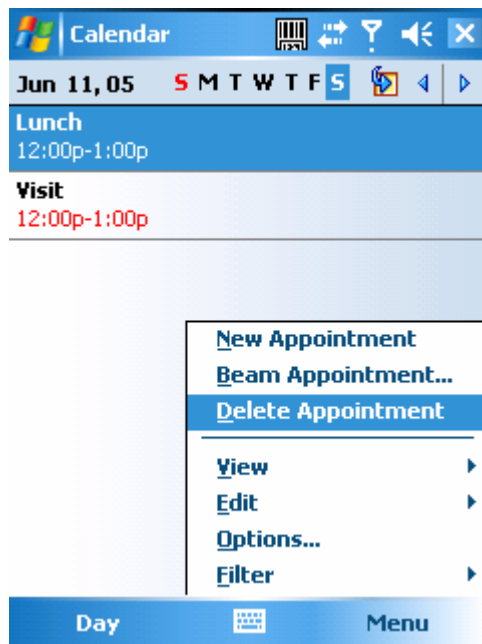 Calendar
Jun 11, 05 S M T W T F S
Lunch
12:00p-1:00p
Visit
12:00p-1:00p
New Appointment
Beam Appointment...
Delete Appointment
View
Edit
Options...
Filter
Day Menu